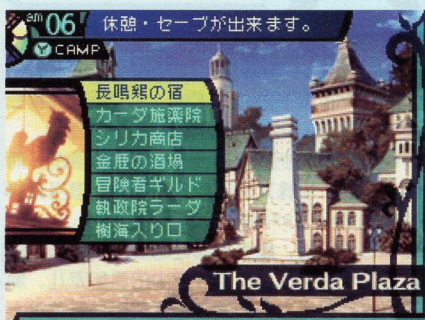 am 06' 休憩・セーブが出来ます。
Y CAMP
長鳴鶏の宿
カーダ施薬院
シリカ商店
金鹿の酒場
冒険者ギルド
執政院ラーダ
樹海入り口
The Verda Plaza